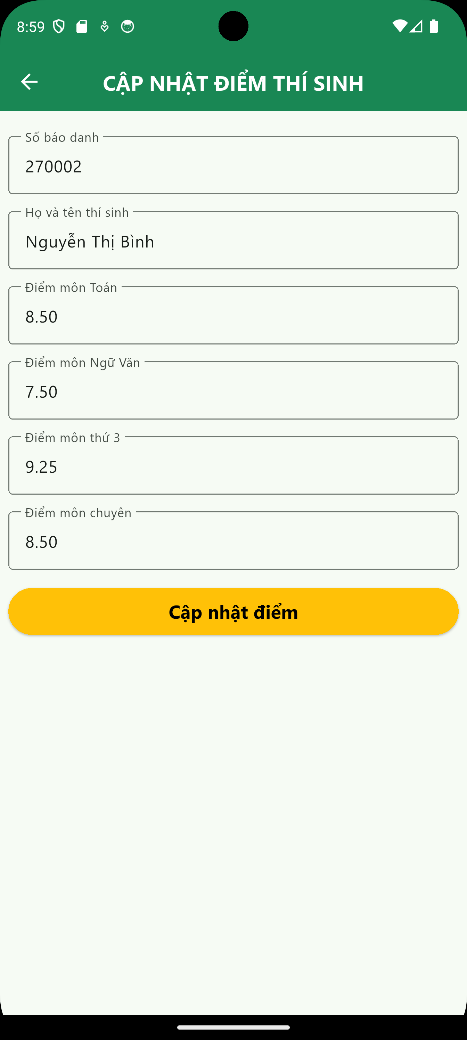 8:59
CẬP NHẬT ĐIỂM THÍ SINH
Số báo danh
270002
Họ và tên thí sinh
Nguyễn Thị Bình
Điểm môn Toán
8.50
Điểm môn Ngữ Văn
7.50
Điểm môn thứ 3
9.25
Điểm môn chuyên
8.50
Cập nhật điểm